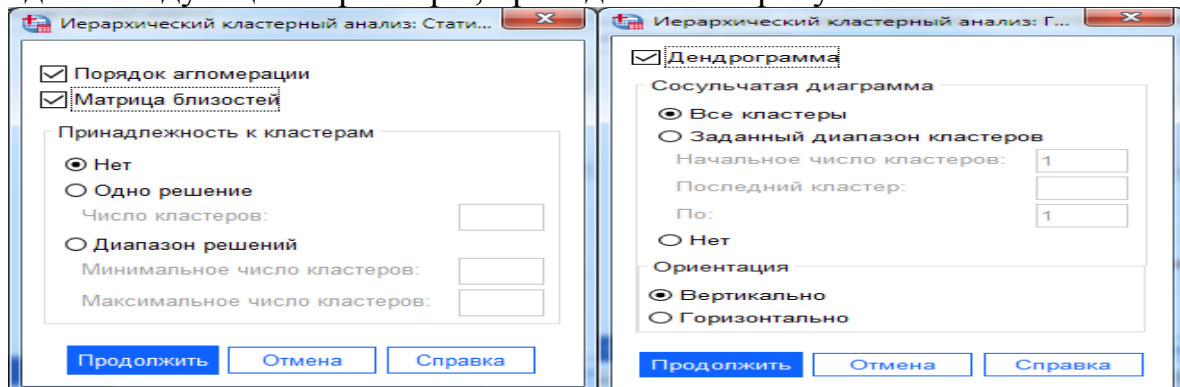 Иерархический кластерный анализ: Стати...
Порядок агломерации
Матрица близостей
Принадлежность к кластерам
Нет
Одно решение
Число кластеров:
Диапазон решений
Минимальное число кластеров:
Максимальное число кластеров:
Продолжить Отмена Справка
Иерархический кластерный анализ: Г...
Дендрограмма
Сосульчатая диаграмма
Все кластеры
Заданный диапазон кластеров
Начальное число кластеров: 1
Последний кластер:
По: 1
Нет
Ориентация
Вертикально
Горизонтально
Продолжить Отмена Справка